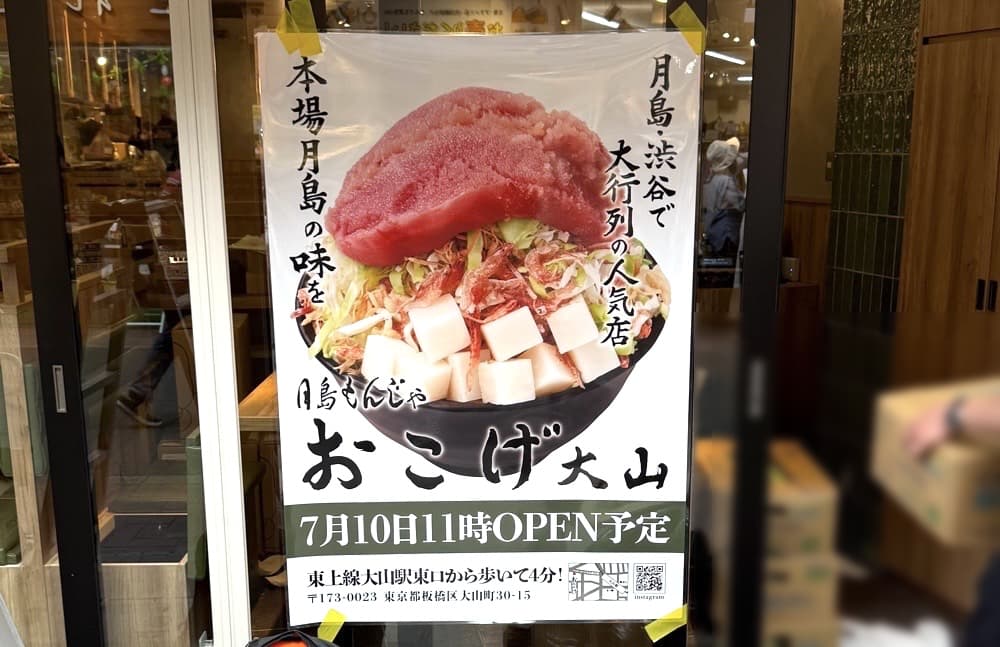 月島・渋谷で
大行列の人気店
本場月島の味を
月島もんじゃ
おこげ大山
7月10日11時OPEN予定
東上線大山駅東口から歩いて4分!
〒173-0023 東京都板橋区大山町30-15
instagram